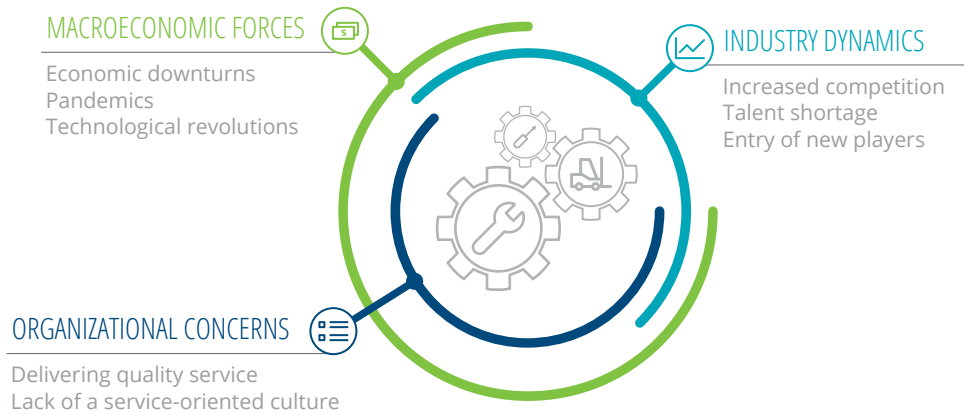 MACROECONOMIC FORCES
Economic downturns
Pandemics
Technological revolutions
INDUSTRY DYNAMICS
Increased competition
Talent shortage
Entry of new players
ORGANIZATIONAL CONCERNS
Delivering quality service
Lack of a service-oriented culture
$